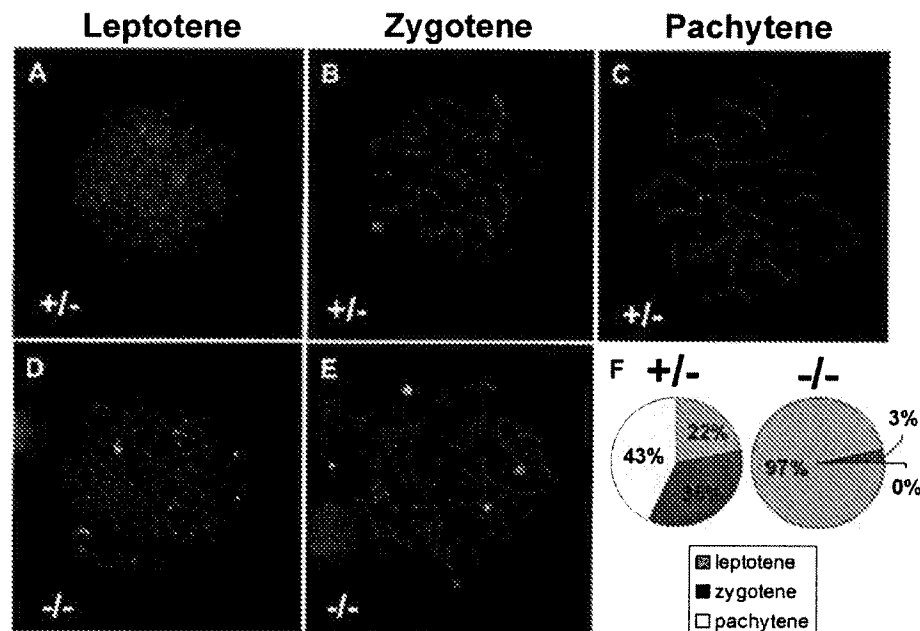 Leptotene Zygotene Pachytene
A B C
+/- +/- +/-
D E F +/- -/-
22% 43% 97% 3% 0%
-/- -/-
leptotene
zygotene
pachytene